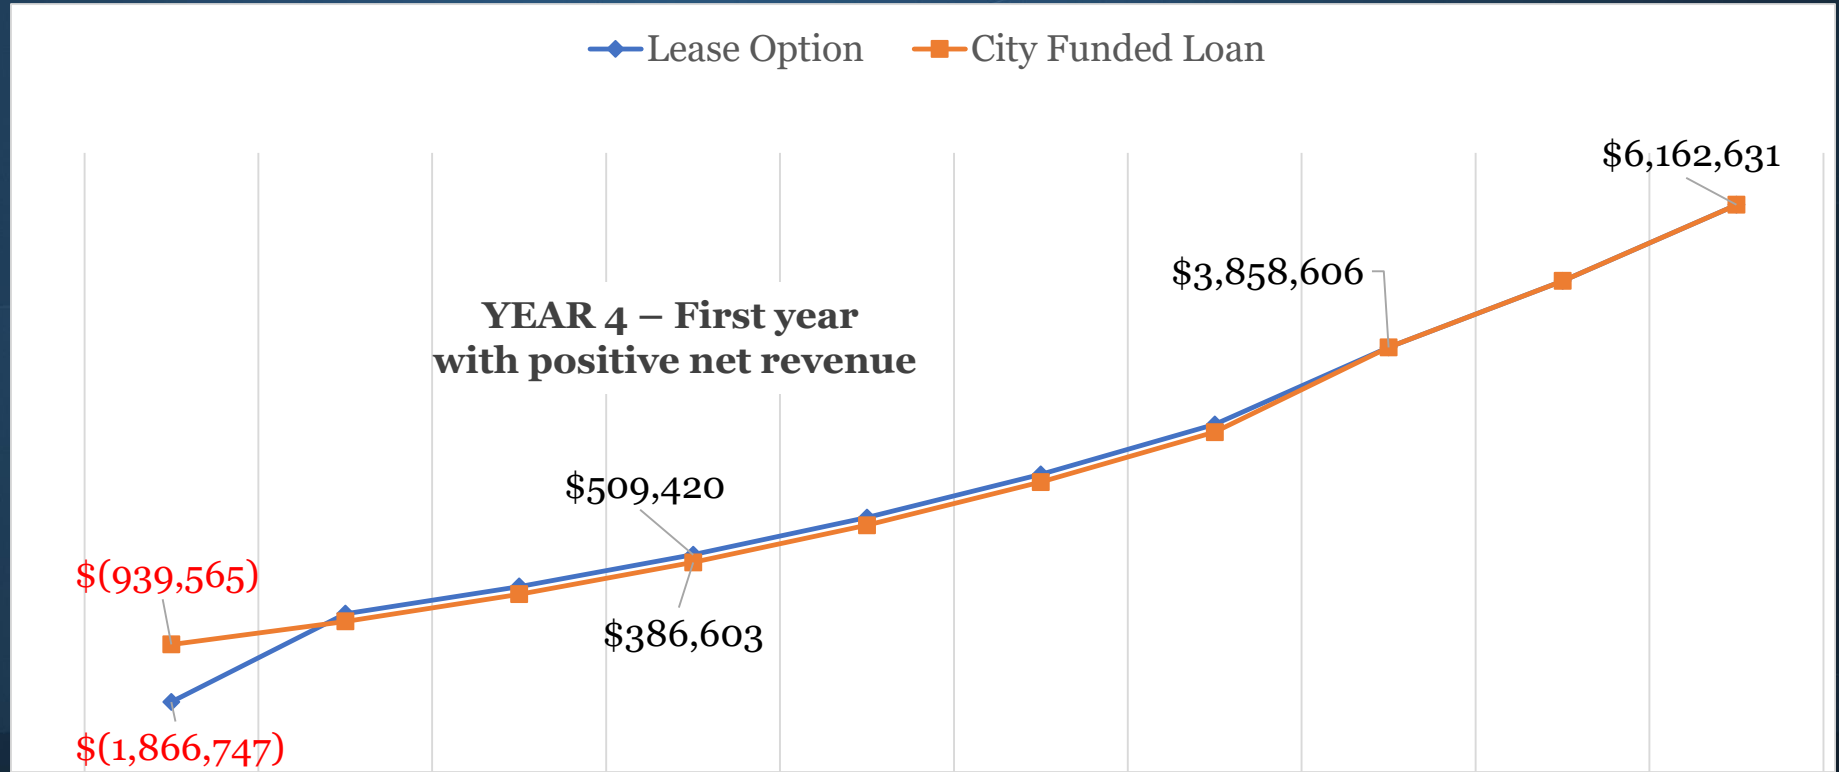 Lease Option
City Funded Loan
$6,162,631
$3,858,606
YEAR 4 – First year
with positive net revenue
$509,420
$(939,565)
$386,603
$(1,866,747)